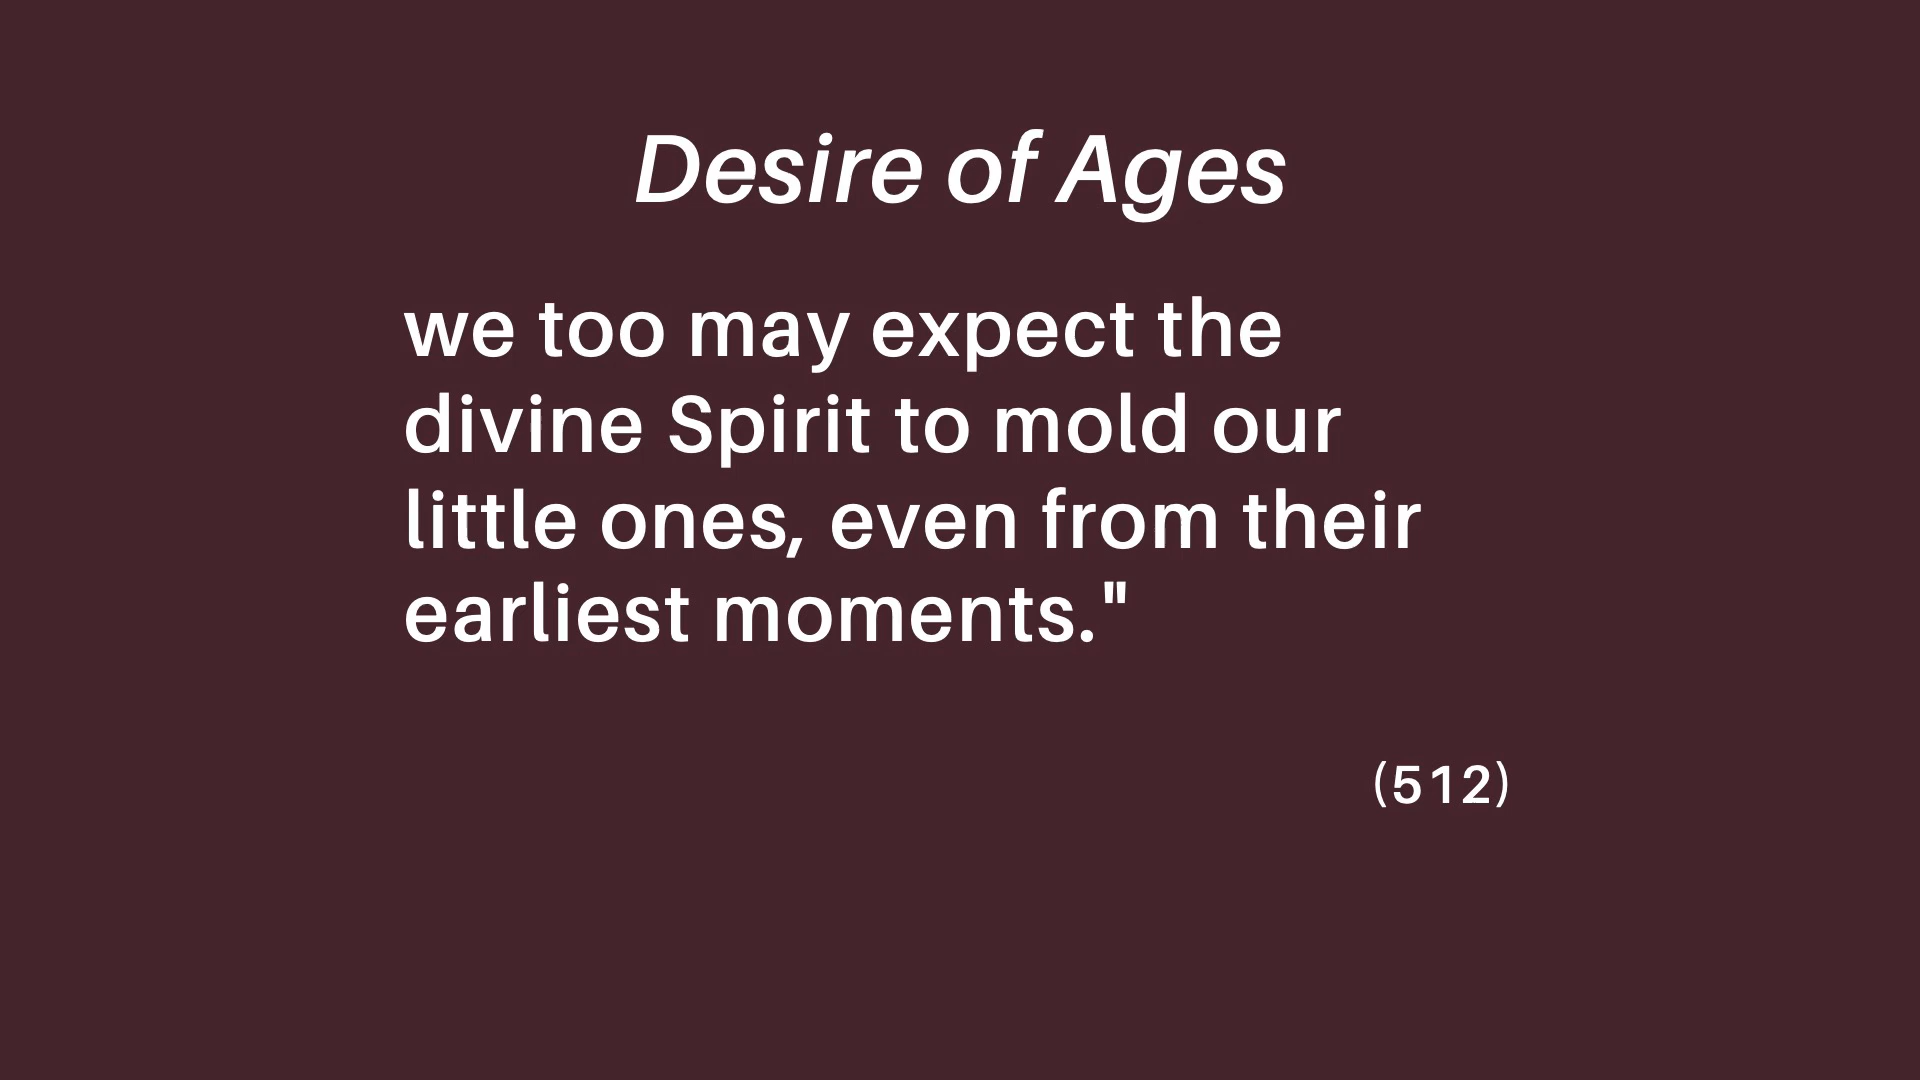 Desire of Ages
we too may expect the
divine Spirit to mold our
little ones, even from their
earliest moments."
(512)